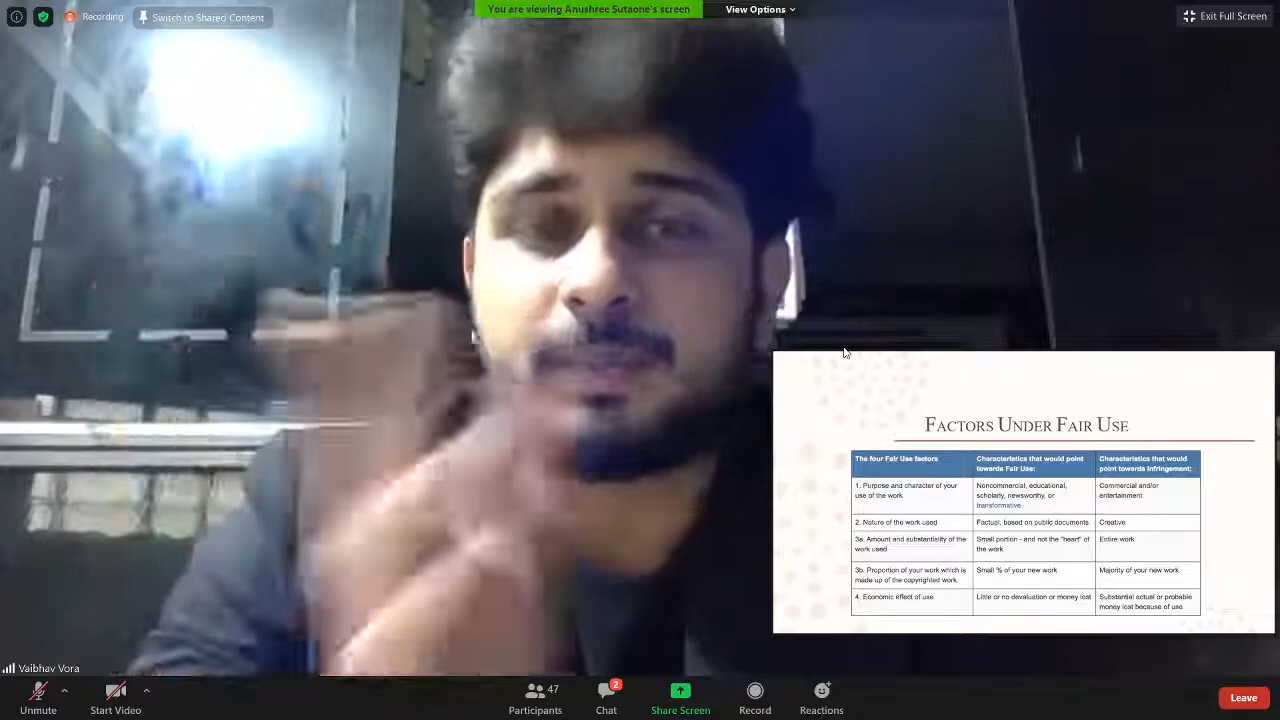 Recording
Switch to Shared Content
You are viewing Anushree Sutaone's screen
View Options
Exit Full Screen
FACTORS UNDER FAIR USE
The four Fair Use factors
Characteristics that would point
towards Fair Use:
Characteristics that would
point towards Infringement:
1. Purpose and character of your
use of the work
Noncommercial, educational,
scholarly, newsworthy, or
transformative
Commercial and/or
entertainment
2. Nature of the work used
Factual, based on public documents
Creative
3a. Amount and substantiality of the
work used
Small portion - and not the "heart" of
the work
Entire work
3b. Proportion of your work which is
made up of the copyrighted work.
Small % of your new work
Majority of your new work
4. Economic effect of use
Little or no devaluation or money lost
Substantial actual or probable
money lost because of use
Vaibhav Vora
Unmute
Start Video
47
Participants
2
Chat
Share Screen
Record
Reactions
Leave